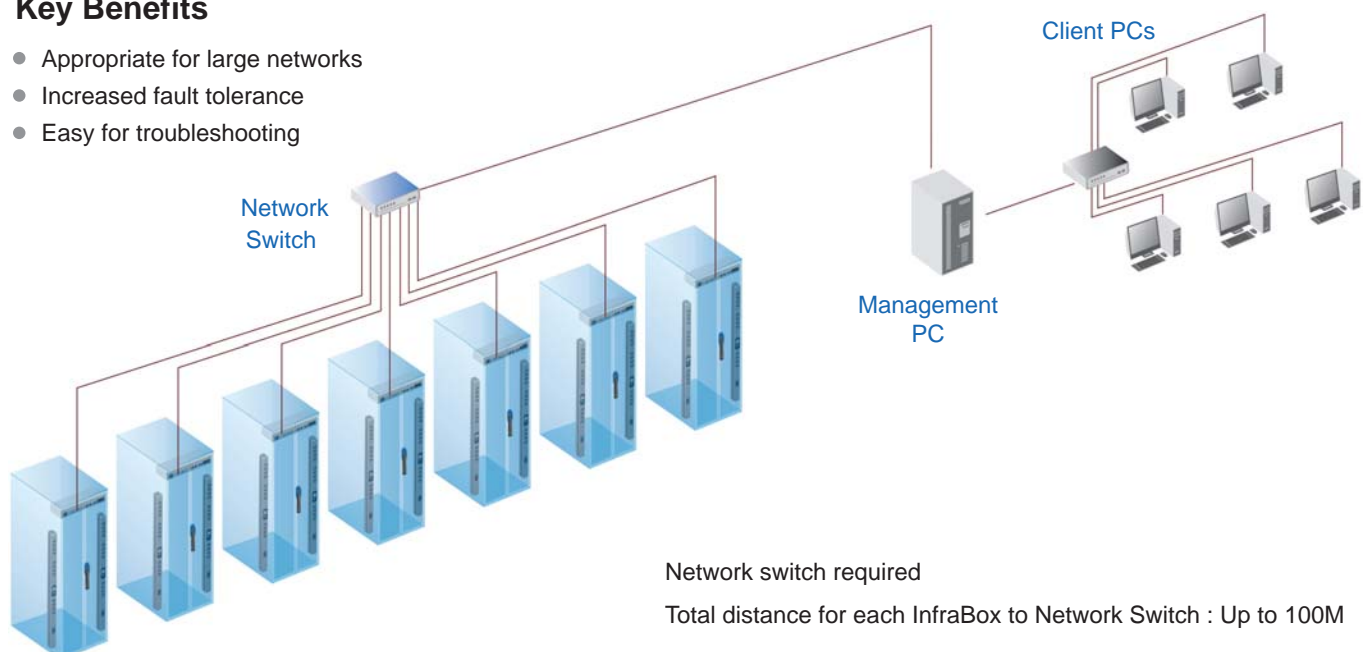 Key Benefits
Appropriate for large networks
Increased fault tolerance
Easy for troubleshooting
Client PCs
Network
Switch
Management
PC
Network switch required
Total distance for each InfraBox to Network Switch : Up to 100M